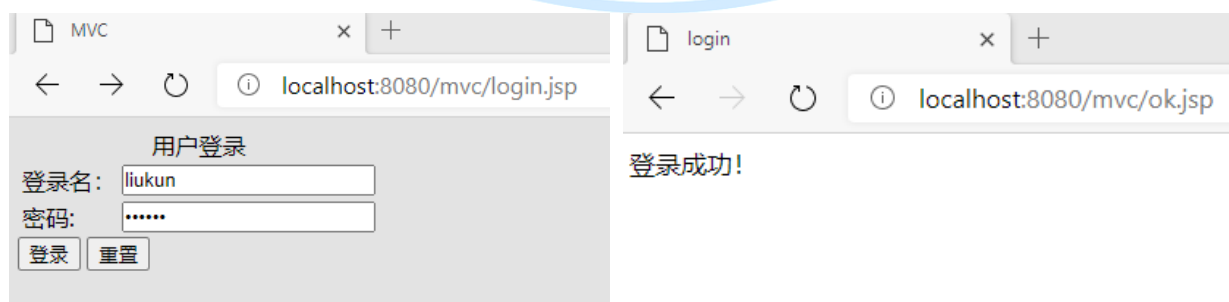 MVC
localhost:8080/mvc/login.jsp
用户登录
登录名： liukun
密码: ••••••
登录 重置
login
localhost:8080/mvc/ok.jsp
登录成功！